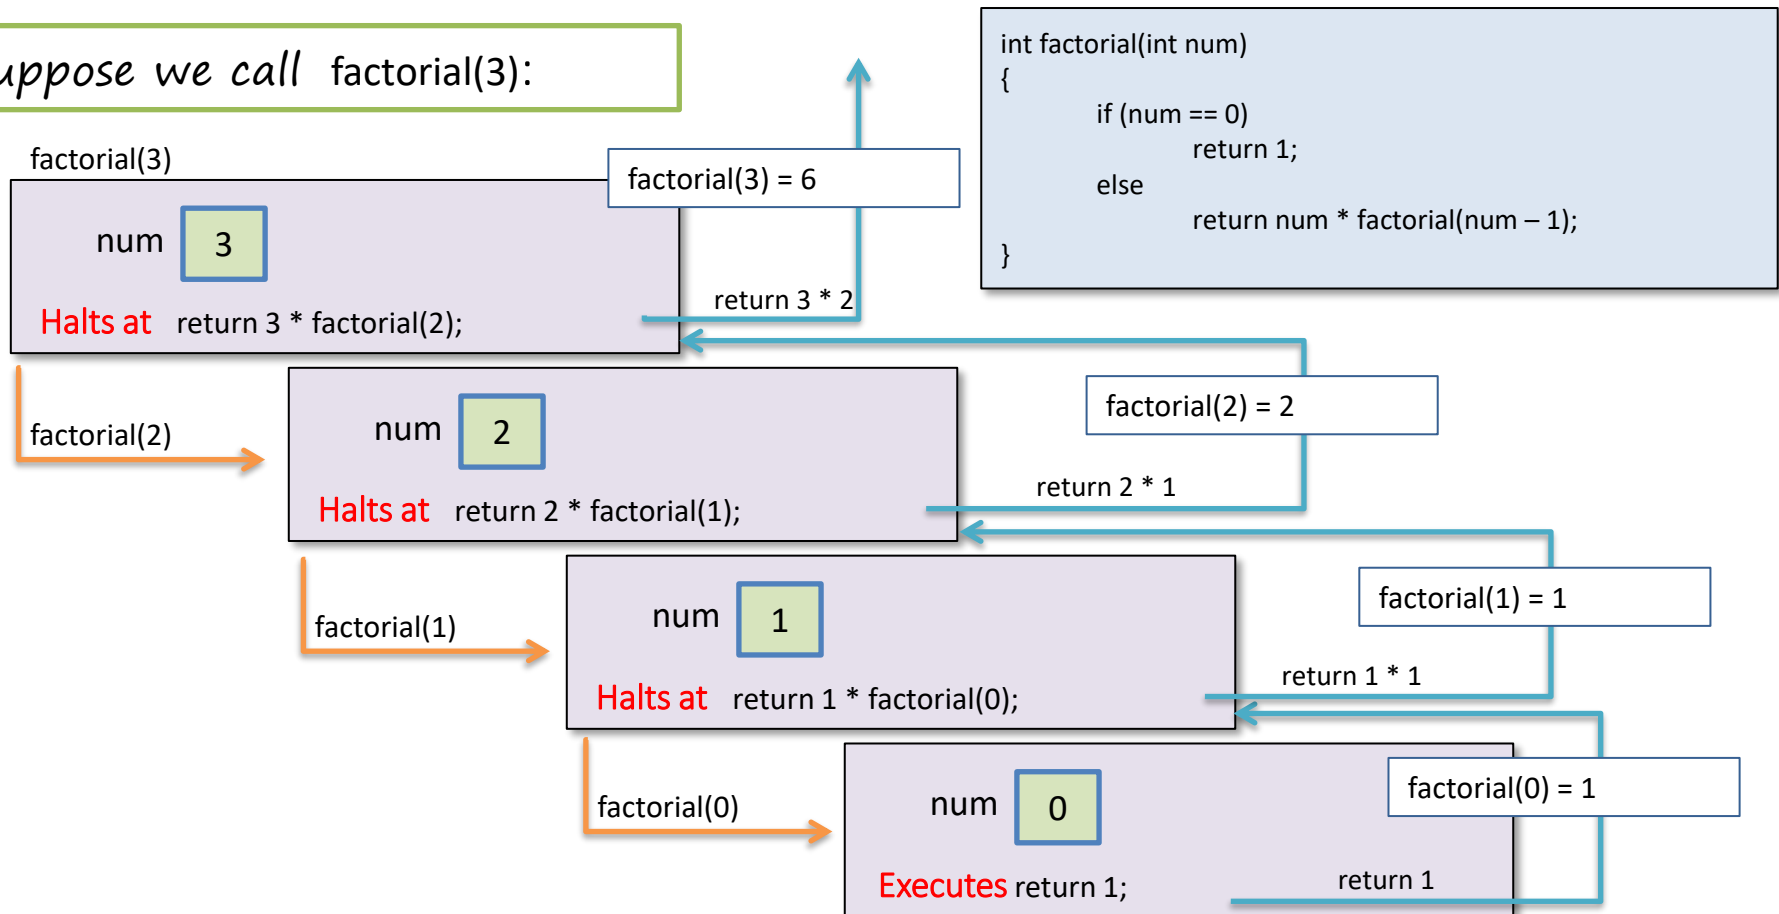 uppose we call factorial(3):
int factorial(int num)
{
if (num == 0)
return 1;
else
return num * factorial(num – 1);
}
factorial(3)
factorial(3) = 6
num 3
return 3 * 2
Halts at return 3 * factorial(2);
factorial(2)
num 2
factorial(2) = 2
return 2 * 1
Halts at return 2 * factorial(1);
factorial(1)
num 1
factorial(1) = 1
return 1 * 1
Halts at return 1 * factorial(0);
factorial(0)
num 0
factorial(0) = 1
Executes return 1;
return 1